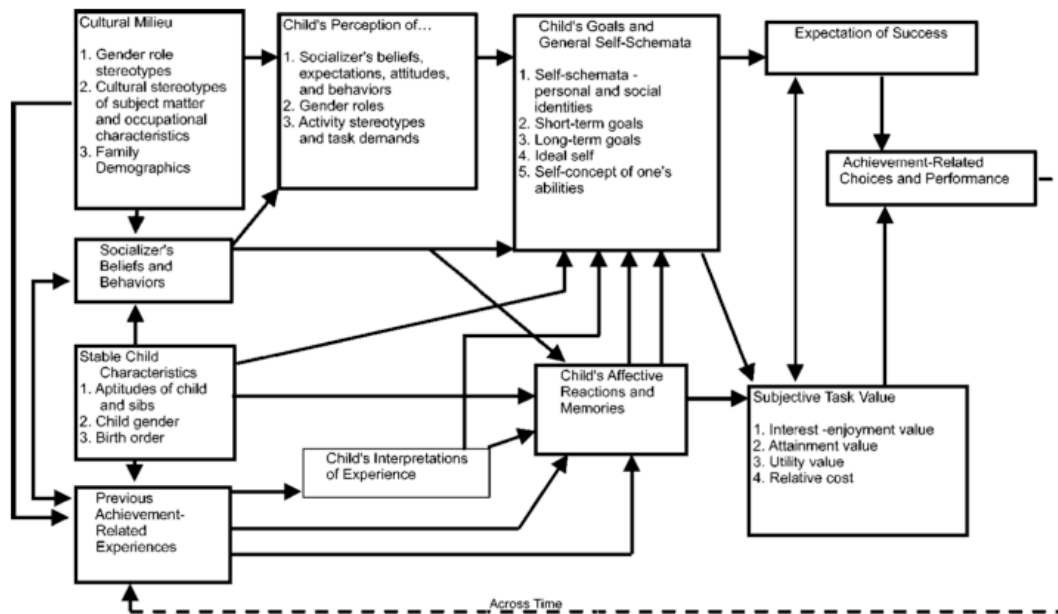 Cultural Milieu
1. Gender role
stereotypes
2. Cultural stereotypes
of subject matter
and occupational
characteristics
3. Family
Demographics
Child's Perception of...
1. Socializer's beliefs,
expectations, attitudes,
and behaviors
2. Gender roles
3. Activity stereotypes
and task demands
Child's Goals and
General Self-Schemata
1. Self-schemata -
personal and social
identities
2. Short-term goals
3. Long-term goals
4. Ideal self
5. Self-concept of one's
abilities
Expectation of Success
Achievement-Related
Choices and Performance
Socializer's
Beliefs and
Behaviors
Stable Child
Characteristics
1. Aptitudes of child
and sibs
2. Child gender
3. Birth order
Child's Affective
Reactions and
Memories
Subjective Task Value
1. Interest -enjoyment value
2. Attainment value
3. Utility value
4. Relative cost
Child's Interpretations
of Experience
Previous
Achievement-
Related
Experiences
Across Time